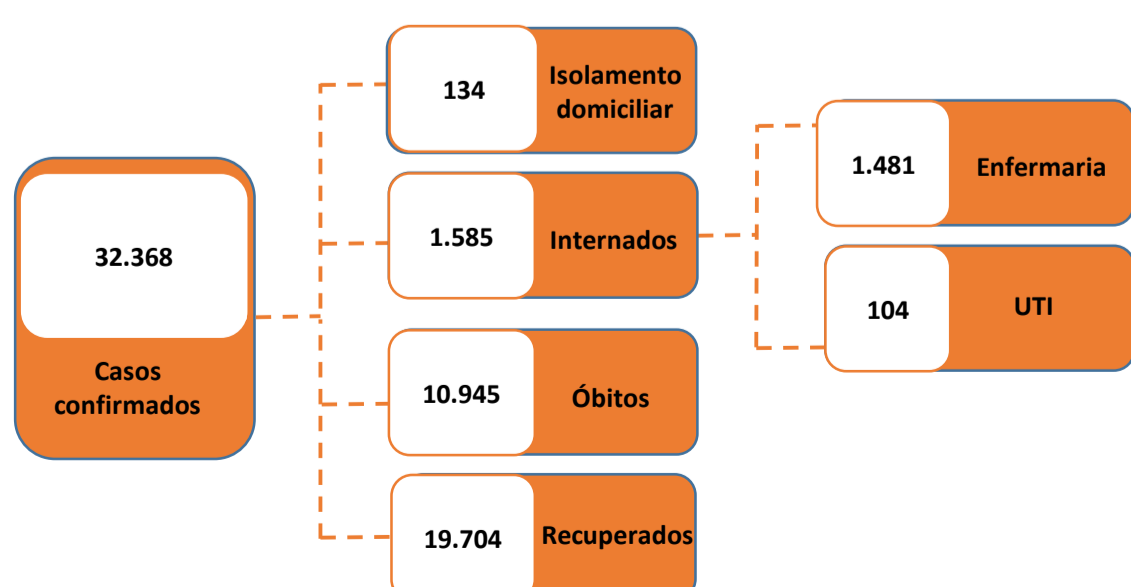 32.368
Casos
confirmados
134
Isolamento
domiciliar
1.585
Internados
10.945
Óbitos
19.704
Recuperados
1.481
Enfermaria
104
UTI